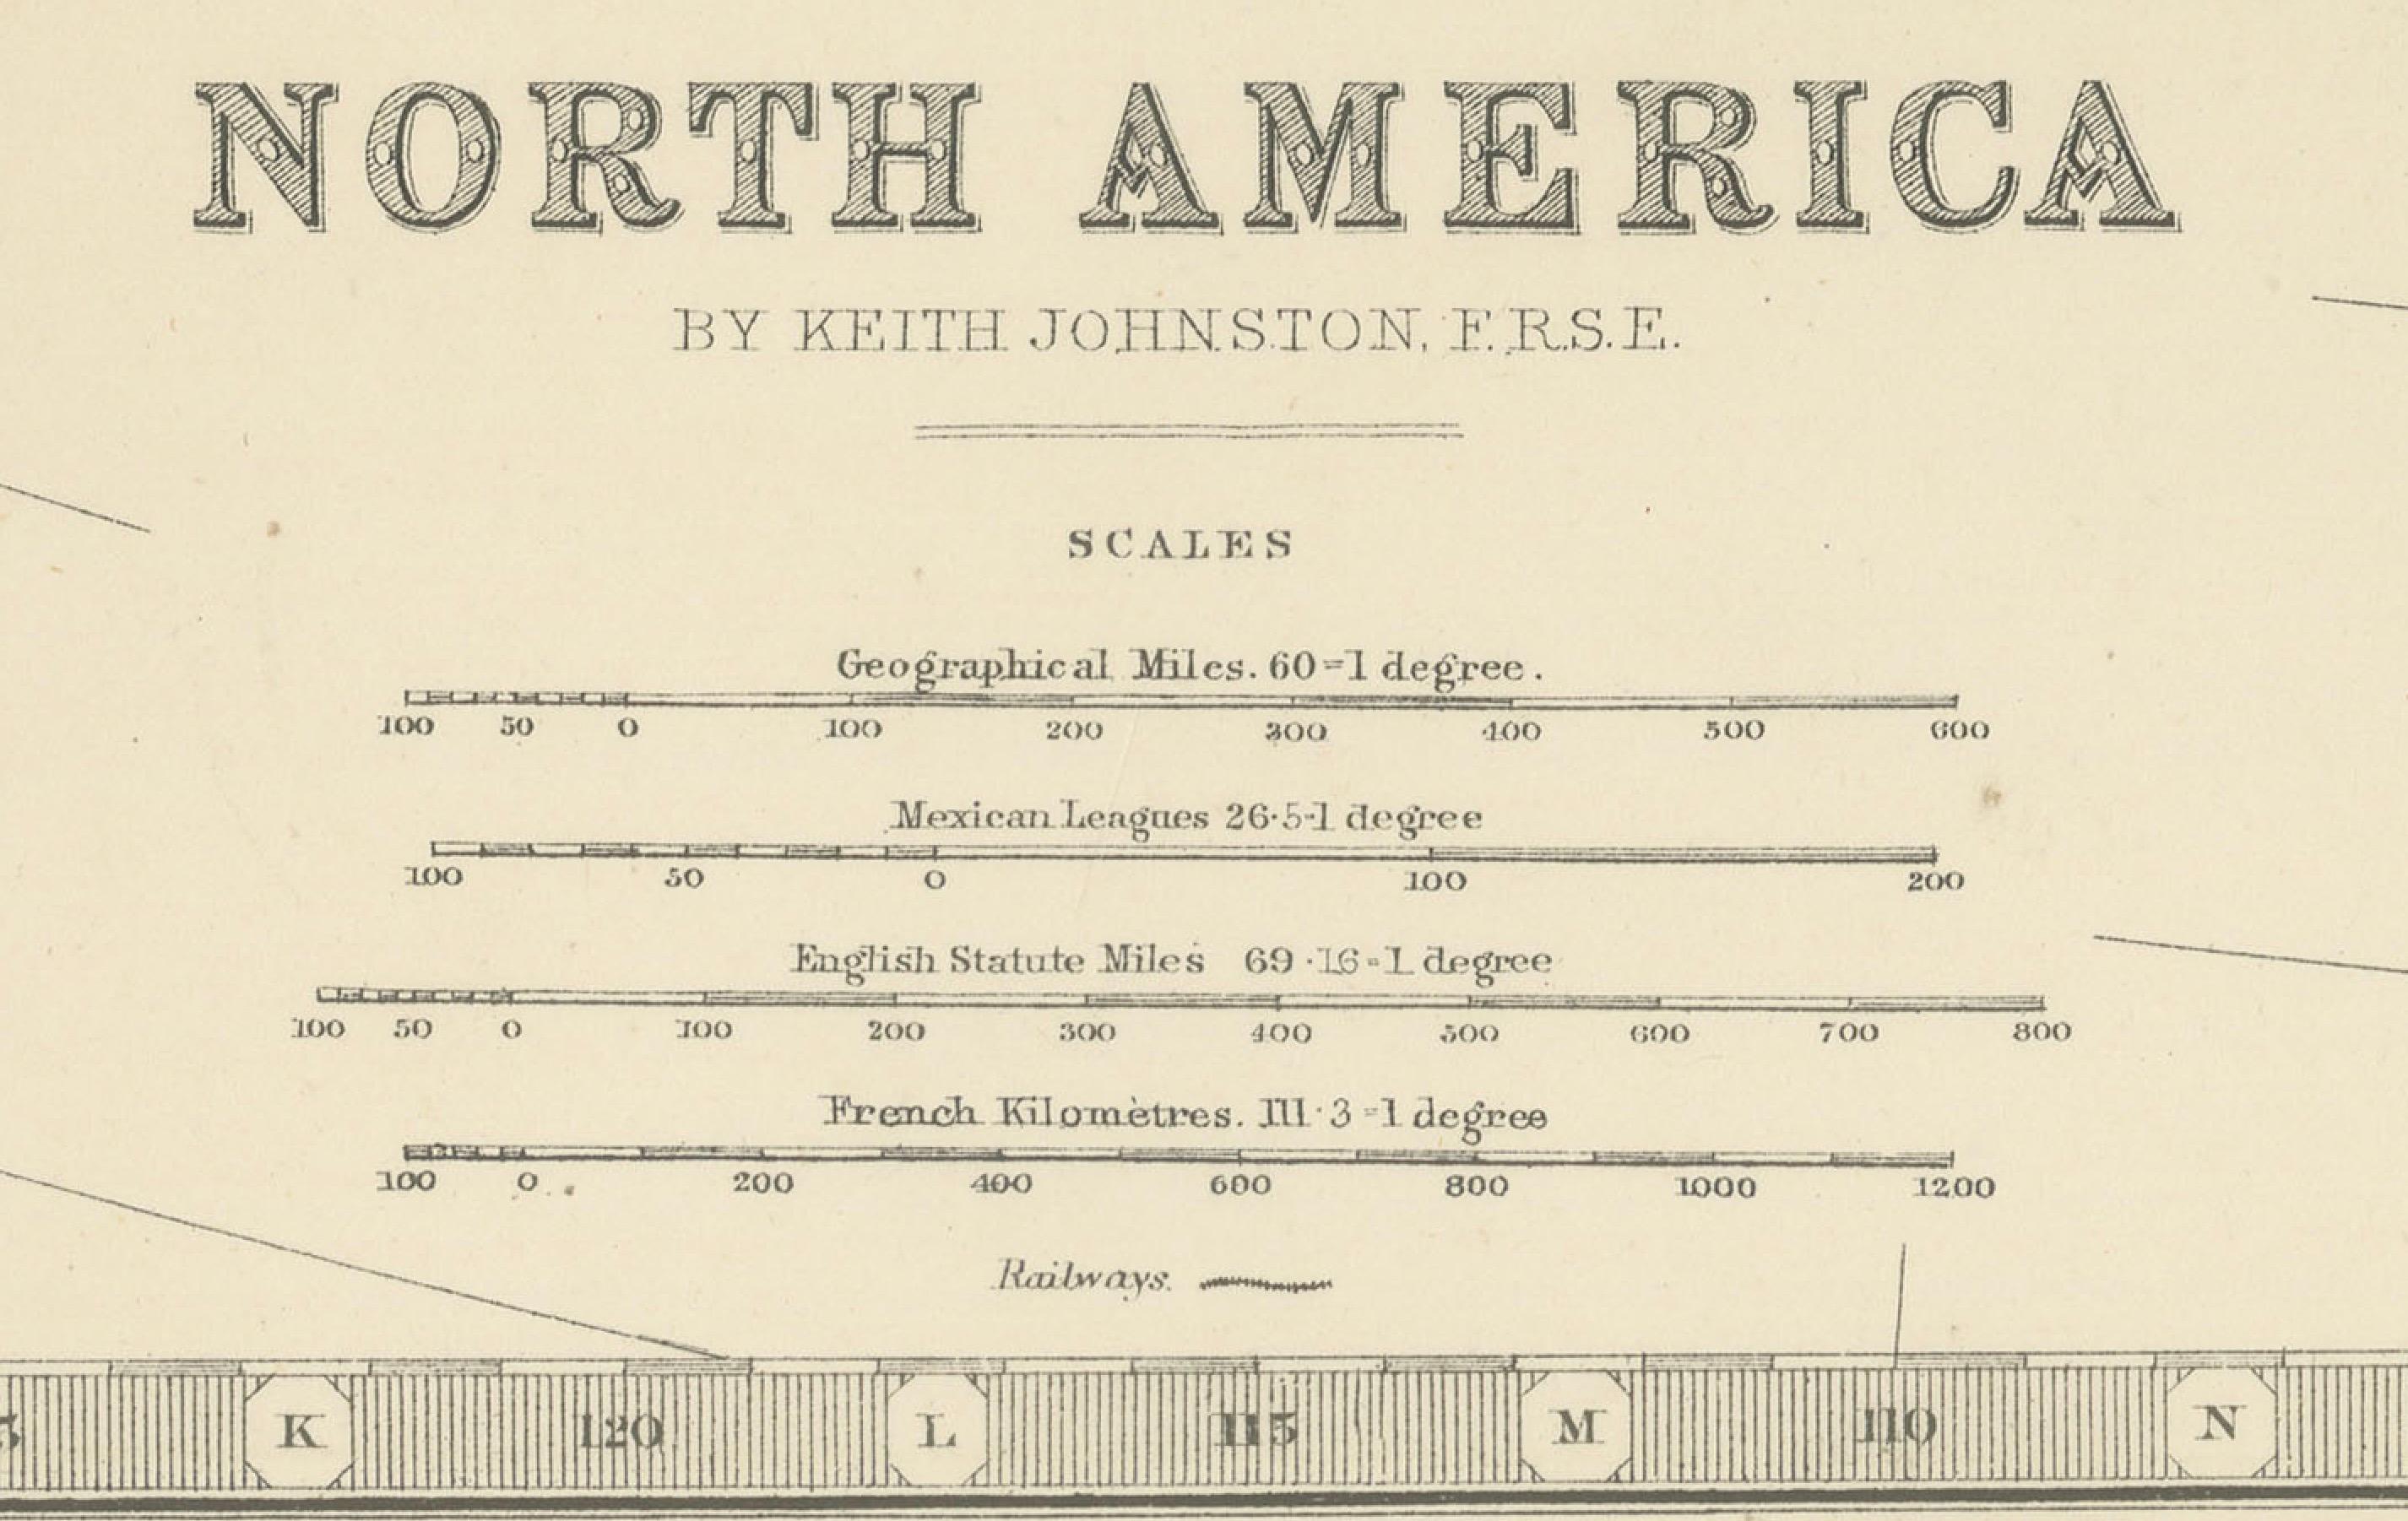 NORTH AMERICA
BY KEITH JOHNSTON, F.R.S.E.
SCALES
Geographical Miles. 60=1 degree.
100 50 0 100 200 300 400 500 600
Mexican Leagues 26·5=1 degree
100 50 0 100 200
English Statute Miles 69·16=1 degree
100 50 0 100 200 300 400 500 600 700 800
French Kilomètres. 111·3=1 degree
100 0 200 400 600 800 1000 1200
Railways.
K 120 L 115 M 110 N